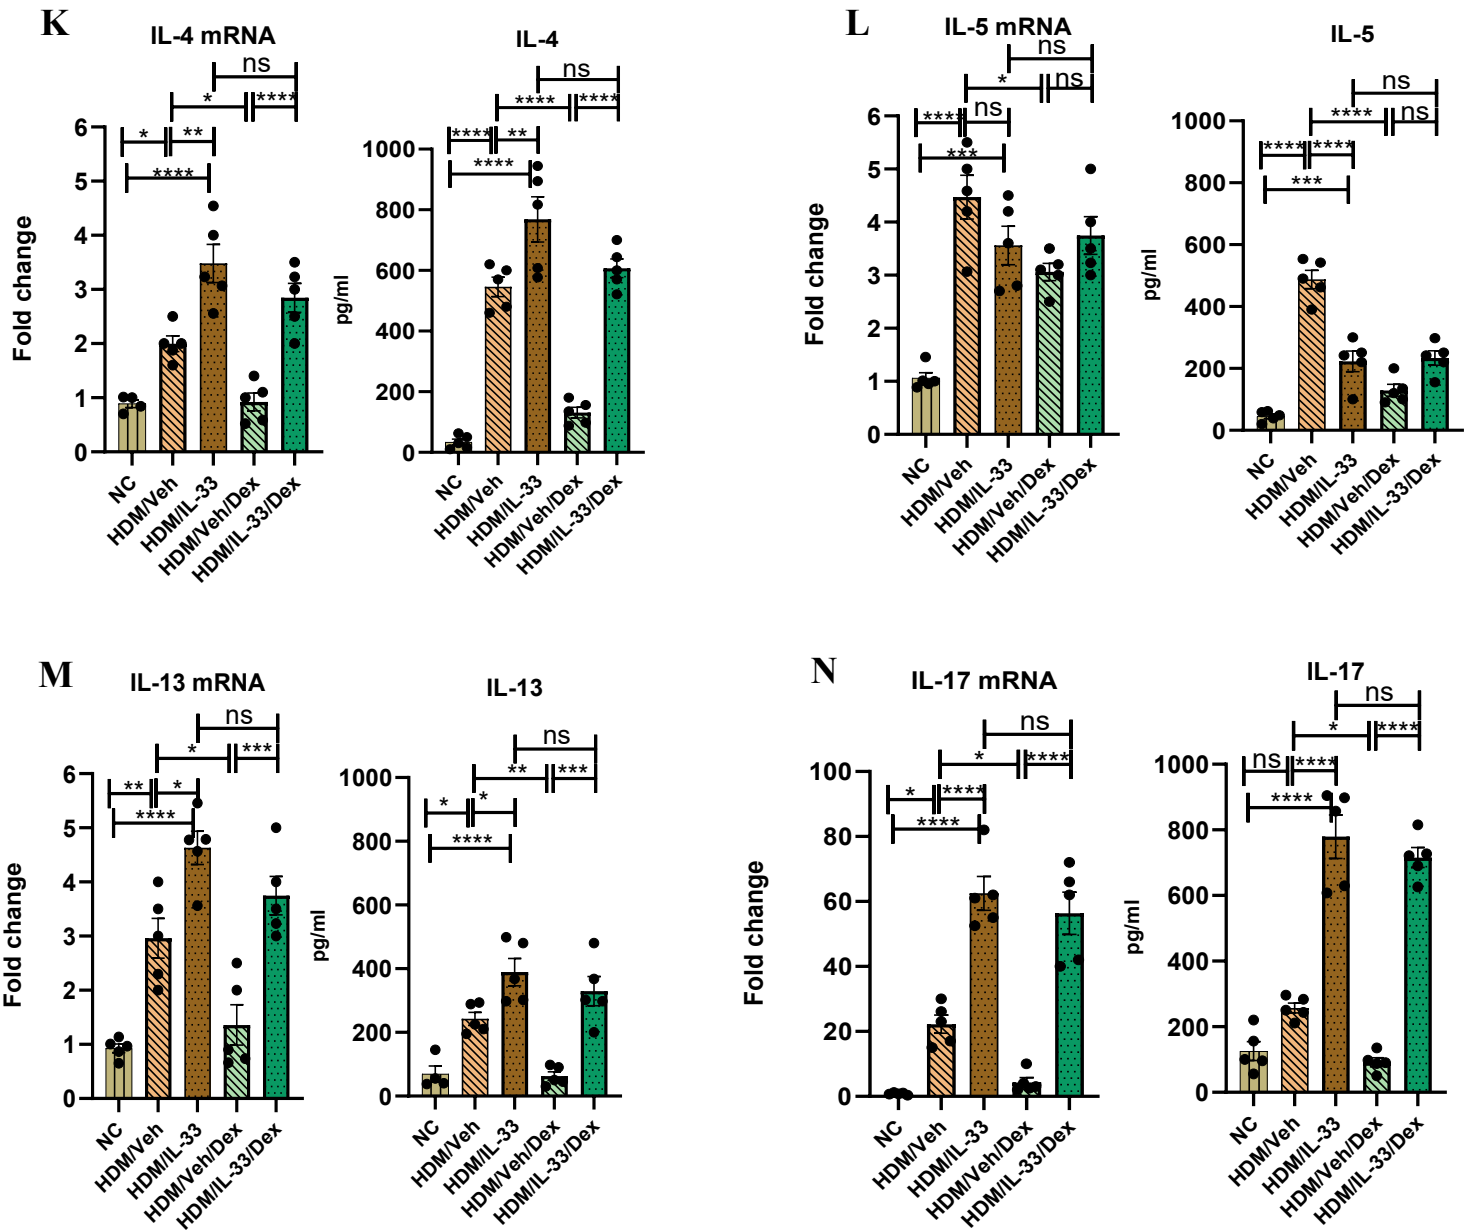 K
IL-4 mRNA
ns
* ****
* **
****
Fold change
6
5
4
3
2
1
0
NC
HDM/Veh
HDM/IL-33
HDM/Veh/Dex
HDM/IL-33/Dex
IL-4
ns
**** ****
**** **
****
pg/ml
1000
800
600
400
200
0
NC
HDM/Veh
HDM/IL-33
HDM/Veh/Dex
HDM/IL-33/Dex
L
IL-5 mRNA
ns
* ns
**** ns
***
Fold change
6
5
4
3
2
1
0
NC
HDM/Veh
HDM/IL-33
HDM/Veh/Dex
HDM/IL-33/Dex
IL-5
ns
**** ns
**** ****
***
pg/ml
1000
800
600
400
200
0
NC
HDM/Veh
HDM/IL-33
HDM/Veh/Dex
HDM/IL-33/Dex
M
IL-13 mRNA
ns
* ***
** *
****
Fold change
6
5
4
3
2
1
0
NC
HDM/Veh
HDM/IL-33
HDM/Veh/Dex
HDM/IL-33/Dex
IL-13
ns
** ***
* *
****
pg/ml
1000
800
600
400
200
0
NC
HDM/Veh
HDM/IL-33
HDM/Veh/Dex
HDM/IL-33/Dex
N
IL-17 mRNA
ns
* ****
* ****
****
Fold change
100
80
60
40
20
0
NC
HDM/Veh
HDM/IL-33
HDM/Veh/Dex
HDM/IL-33/Dex
IL-17
ns
* ****
ns ****
****
pg/ml
1000
800
600
400
200
0
NC
HDM/Veh
HDM/IL-33
HDM/Veh/Dex
HDM/IL-33/Dex